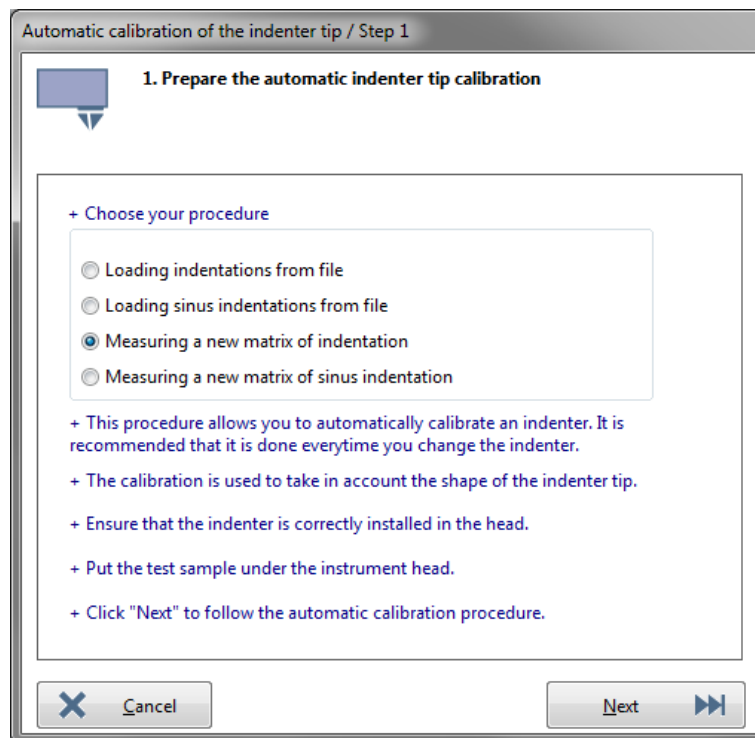 Automatic calibration of the indenter tip / Step 1
1. Prepare the automatic indenter tip calibration
+ Choose your procedure
Loading indentations from file
Loading sinus indentations from file
Measuring a new matrix of indentation
Measuring a new matrix of sinus indentation
+ This procedure allows you to automatically calibrate an indenter. It is
recommended that it is done everytime you change the indenter.
+ The calibration is used to take in account the shape of the indenter tip.
+ Ensure that the indenter is correctly installed in the head.
+ Put the test sample under the instrument head.
+ Click "Next" to follow the automatic calibration procedure.
Cancel
Next